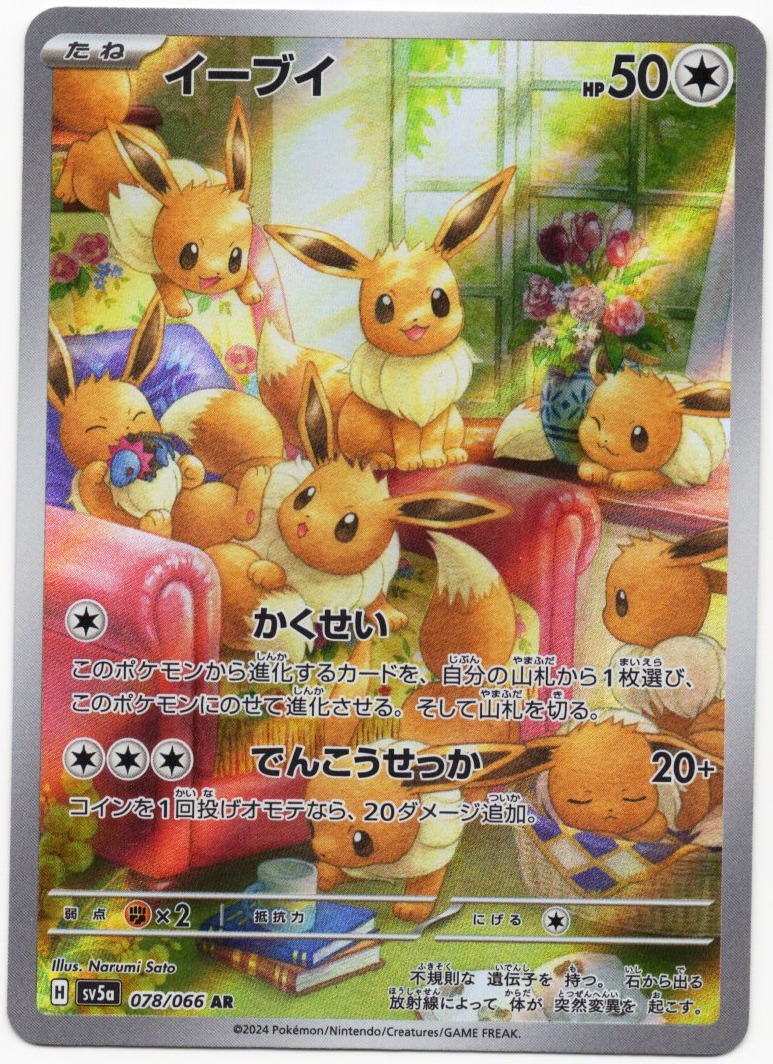 たね
イーブイ
HP50
かくせい
このポケモンから進化するカードを、自分の山札から1枚選び、
このポケモンにのせて進化させる。そして山札を切る。
でんこうせっか 20+
コインを1回投げオモテなら、20ダメージ追加。
弱点 ×2 抵抗力 にげる
Illus. Narumi Sato
H sv5a 078/066 AR
不規則な 遺伝子を 持つ。 石から出る
放射線によって 体が 突然変異を 起こす。
©2024 Pokémon/Nintendo/Creatures/GAME FREAK.